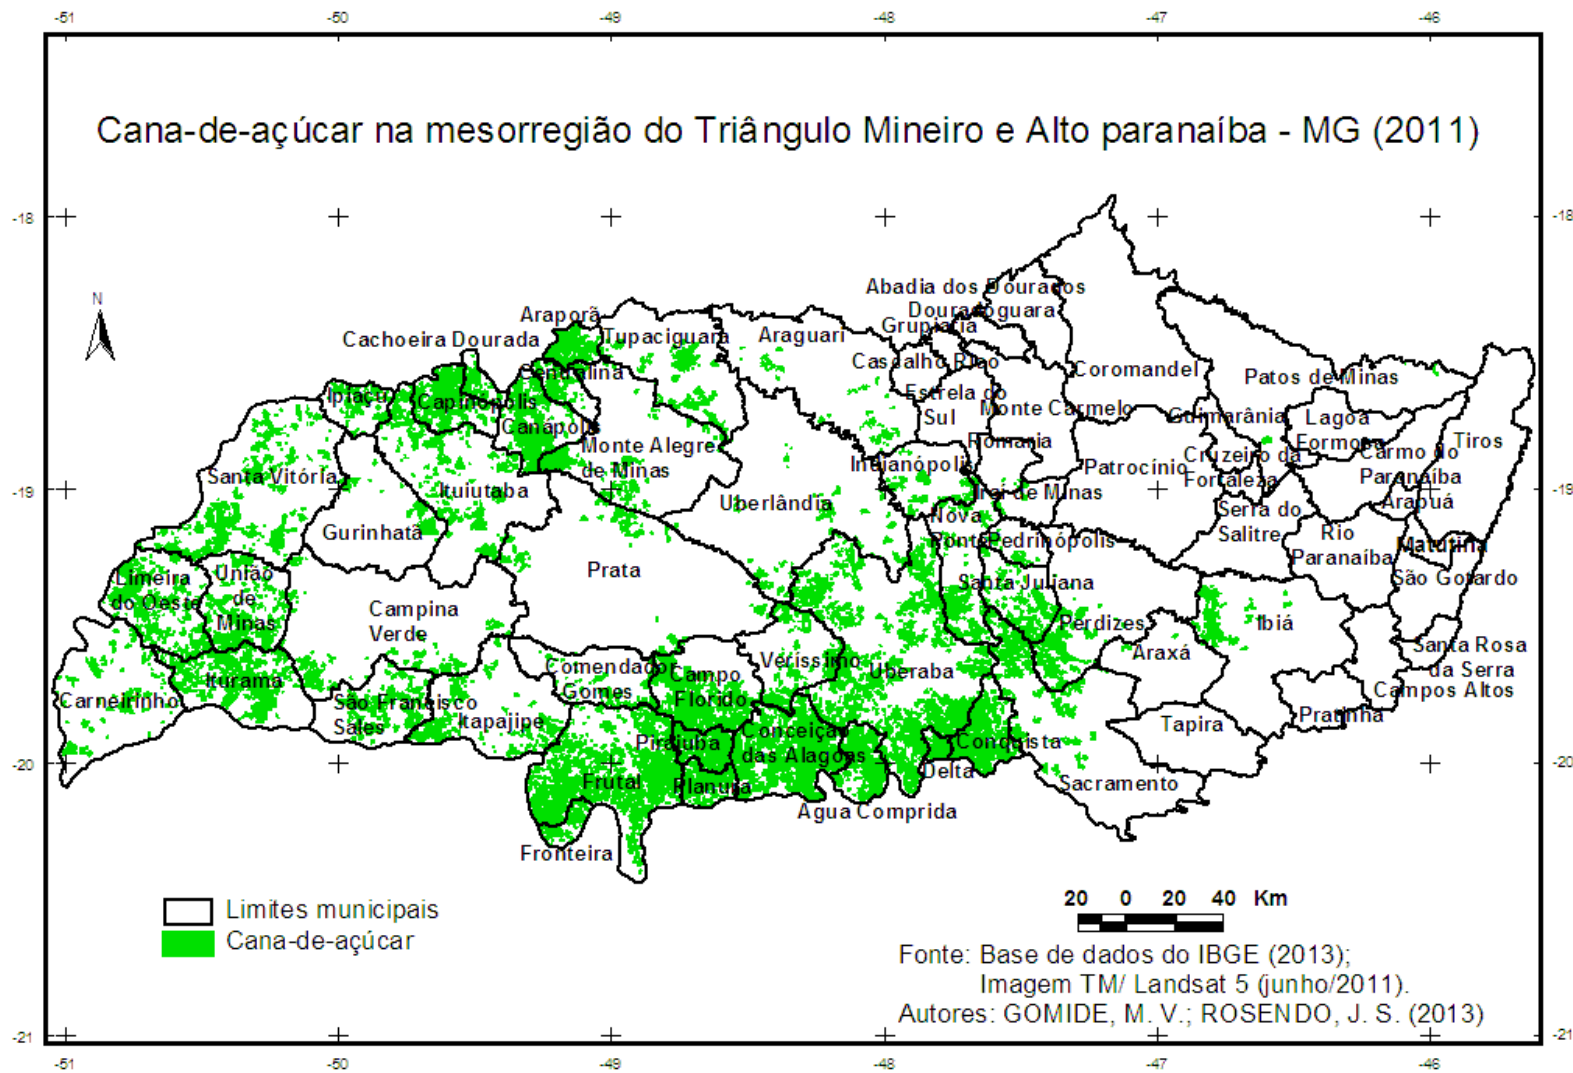 -51 -50 -49 -48 -47 -46
Cana-de-açúcar na mesorregião do Triângulo Mineiro e Alto paranaíba - MG (2011)
-18 -18
Abadia dos Dourados
N
Douradoguara
Araporã
Grupiaria
Cachoeira Dourada
Tupaciguara
Araguari
Cascalho Rico
Centralina
Coromandel
Patos de Minas
Ipiaçu
Capinópolis
Estrela do
Sul
Monte Carmelo
Guimarânia
Lagoa
Formosa
Canápolis
Monte Alegre
de Minas
Romaria
Tiros
Cruzeiro da
Fortaleza
Carmo do
Paranaíba
Indianópolis
Patrocínio
Santa Vitória
Ituiutaba
Uberlândia
Iraí de Minas
Arapuá
-19 -19
Serra do
Salitre
Nova
Ponte
Gurinhatã
Rio
Paranaíba
Pedrinópolis
Matutina
Prata
Limeira
do Oeste
União
de
Minas
Santa Juliana
São Gotardo
Campina
Verde
Perdizes
Ibiá
Araxá
Santa Rosa
da Serra
Veríssimo
Uberaba
Comendador
Gomes
Campo
Florido
Iturama
Campos Altos
Carneirinho
São Francisco
Sales
Itapajipe
Pratinha
Tapira
Pirajuba
Conceição
das Alagoas
Conquista
-20 -20
Delta
Frutal
Planura
Sacramento
Agua Comprida
Fronteira
20 0 20 40 Km
Limites municipais
Cana-de-açúcar
Fonte: Base de dados do IBGE (2013);
Imagem TM/ Landsat 5 (junho/2011).
Autores: GOMIDE, M. V.; ROSENDO, J. S. (2013)
-21 -21
-51 -50 -49 -48 -47 -46